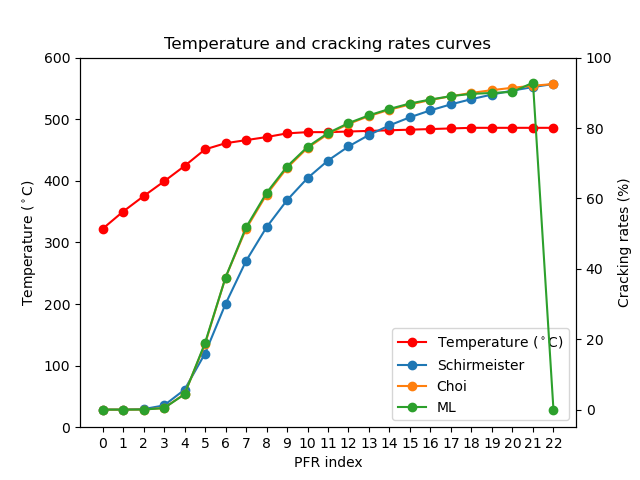 Temperature and cracking rates curves
600
500
400
300
200
100
0
Temperature (°C)
100
80
60
40
20
0
Cracking rates (%)
Temperature (°C)
Schirmeister
Choi
ML
0 1 2 3 4 5 6 7 8 9 10 11 12 13 14 15 16 17 18 19 20 21 22
PFR index